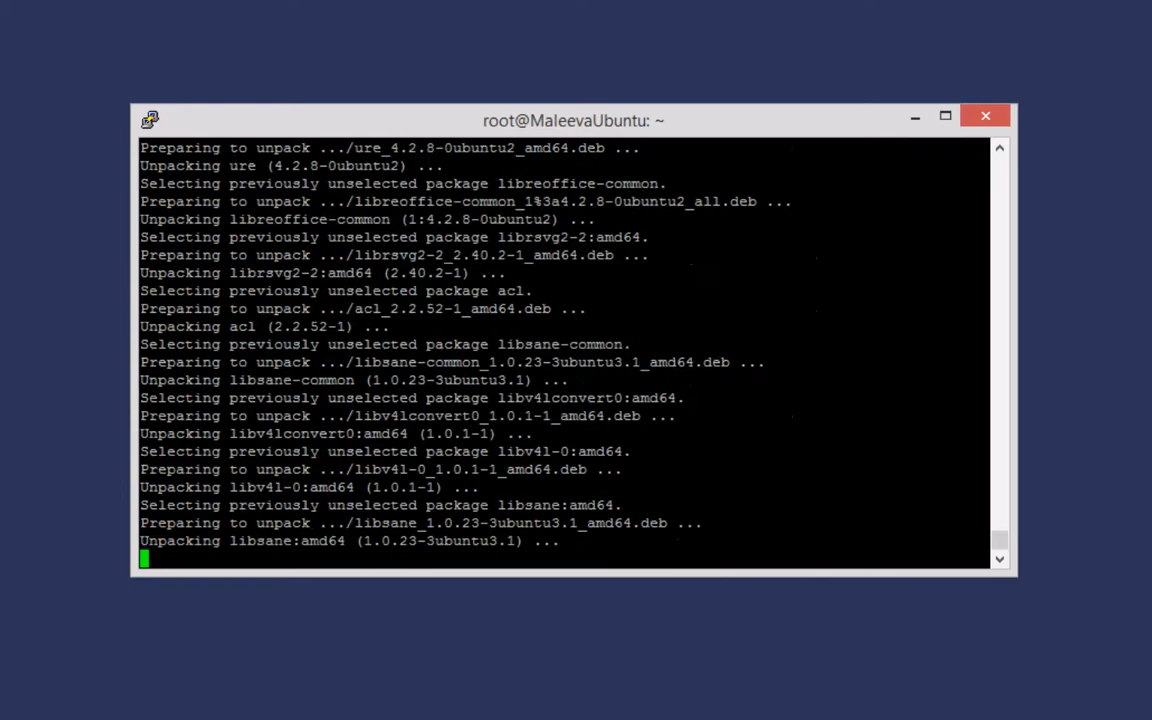 root@MaleevaUbuntu: ~
Preparing to unpack .../ure_4.2.8-0ubuntu2_amd64.deb ...
Unpacking ure (4.2.8-0ubuntu2) ...
Selecting previously unselected package libreoffice-common.
Preparing to unpack .../libreoffice-common_1%3a4.2.8-0ubuntu2_all.deb ...
Unpacking libreoffice-common (1:4.2.8-0ubuntu2) ...
Selecting previously unselected package librsvg2-2:amd64.
Preparing to unpack .../librsvg2-2_2.40.2-1_amd64.deb ...
Unpacking librsvg2-2:amd64 (2.40.2-1) ...
Selecting previously unselected package acl.
Preparing to unpack .../acl_2.2.52-1_amd64.deb ...
Unpacking acl (2.2.52-1) ...
Selecting previously unselected package libsane-common.
Preparing to unpack .../libsane-common_1.0.23-3ubuntu3.1_amd64.deb ...
Unpacking libsane-common (1.0.23-3ubuntu3.1) ...
Selecting previously unselected package libv4lconvert0:amd64.
Preparing to unpack .../libv4lconvert0_1.0.1-1_amd64.deb ...
Unpacking libv4lconvert0:amd64 (1.0.1-1) ...
Selecting previously unselected package libv4l-0:amd64.
Preparing to unpack .../libv4l-0_1.0.1-1_amd64.deb ...
Unpacking libv4l-0:amd64 (1.0.1-1) ...
Selecting previously unselected package libsane:amd64.
Preparing to unpack .../libsane_1.0.23-3ubuntu3.1_amd64.deb ...
Unpacking libsane:amd64 (1.0.23-3ubuntu3.1) ...